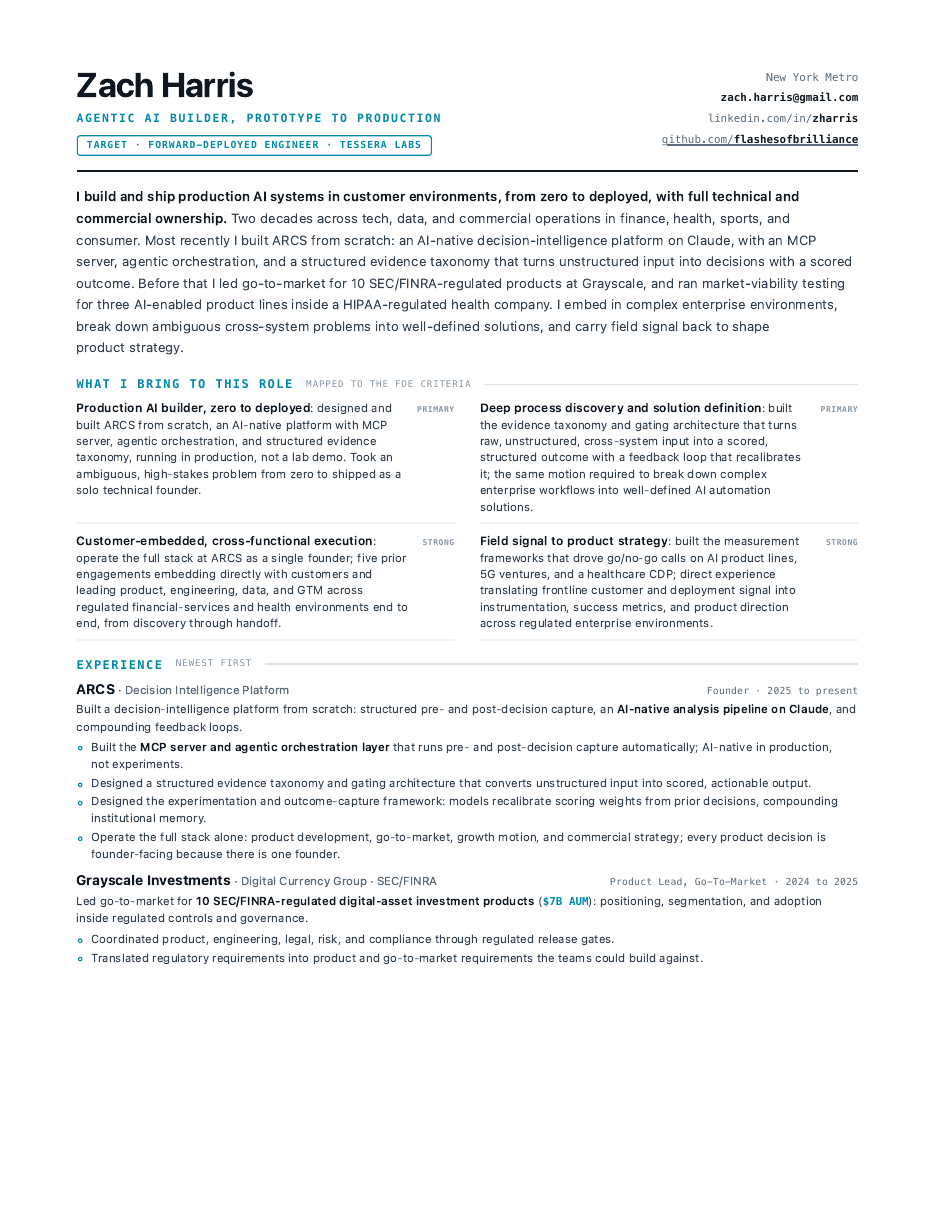 Zach Harris
New York Metro
zach.harris@gmail.com
AGENTIC AI BUILDER, PROTOTYPE TO PRODUCTION
linkedin.com/in/zharris
TARGET · FORWARD-DEPLOYED ENGINEER · TESSERA LABS
github.com/flashesofbrilliance
I build and ship production AI systems in customer environments, from zero to deployed, with full technical and
commercial ownership. Two decades across tech, data, and commercial operations in finance, health, sports, and
consumer. Most recently I built ARCS from scratch: an AI-native decision-intelligence platform on Claude, with an MCP
server, agentic orchestration, and a structured evidence taxonomy that turns unstructured input into decisions with a scored
outcome. Before that I led go-to-market for 10 SEC/FINRA-regulated products at Grayscale, and ran market-viability testing
for three AI-enabled product lines inside a HIPAA-regulated health company. I embed in complex enterprise environments,
break down ambiguous cross-system problems into well-defined solutions, and carry field signal back to shape
product strategy.
WHAT I BRING TO THIS ROLE MAPPED TO THE FDE CRITERIA
Production AI builder, zero to deployed: designed and PRIMARY
built ARCS from scratch, an AI-native platform with MCP
server, agentic orchestration, and structured evidence
taxonomy, running in production, not a lab demo. Took an
ambiguous, high-stakes problem from zero to shipped as a
solo technical founder.
Deep process discovery and solution definition: built PRIMARY
the evidence taxonomy and gating architecture that turns
raw, unstructured, cross-system input into a scored,
structured outcome with a feedback loop that recalibrates
it; the same motion required to break down complex
enterprise workflows into well-defined AI automation
solutions.
Customer-embedded, cross-functional execution: STRONG
operate the full stack at ARCS as a single founder; five prior
engagements embedding directly with customers and
leading product, engineering, data, and GTM across
regulated financial-services and health environments end to
end, from discovery through handoff.
Field signal to product strategy: built the measurement STRONG
frameworks that drove go/no-go calls on AI product lines,
5G ventures, and a healthcare CDP; direct experience
translating frontline customer and deployment signal into
instrumentation, success metrics, and product direction
across regulated enterprise environments.
EXPERIENCE NEWEST FIRST
ARCS · Decision Intelligence Platform Founder · 2025 to present
Built a decision-intelligence platform from scratch: structured pre- and post-decision capture, an AI-native analysis pipeline on Claude, and
compounding feedback loops.
Built the MCP server and agentic orchestration layer that runs pre- and post-decision capture automatically; AI-native in production,
not experiments.
Designed a structured evidence taxonomy and gating architecture that converts unstructured input into scored, actionable output.
Designed the experimentation and outcome-capture framework: models recalibrate scoring weights from prior decisions, compounding
institutional memory.
Operate the full stack alone: product development, go-to-market, growth motion, and commercial strategy; every product decision is
founder-facing because there is one founder.
Grayscale Investments · Digital Currency Group · SEC/FINRA Product Lead, Go-To-Market · 2024 to 2025
Led go-to-market for 10 SEC/FINRA-regulated digital-asset investment products ($7B AUM): positioning, segmentation, and adoption
inside regulated controls and governance.
Coordinated product, engineering, legal, risk, and compliance through regulated release gates.
Translated regulatory requirements into product and go-to-market requirements the teams could build against.